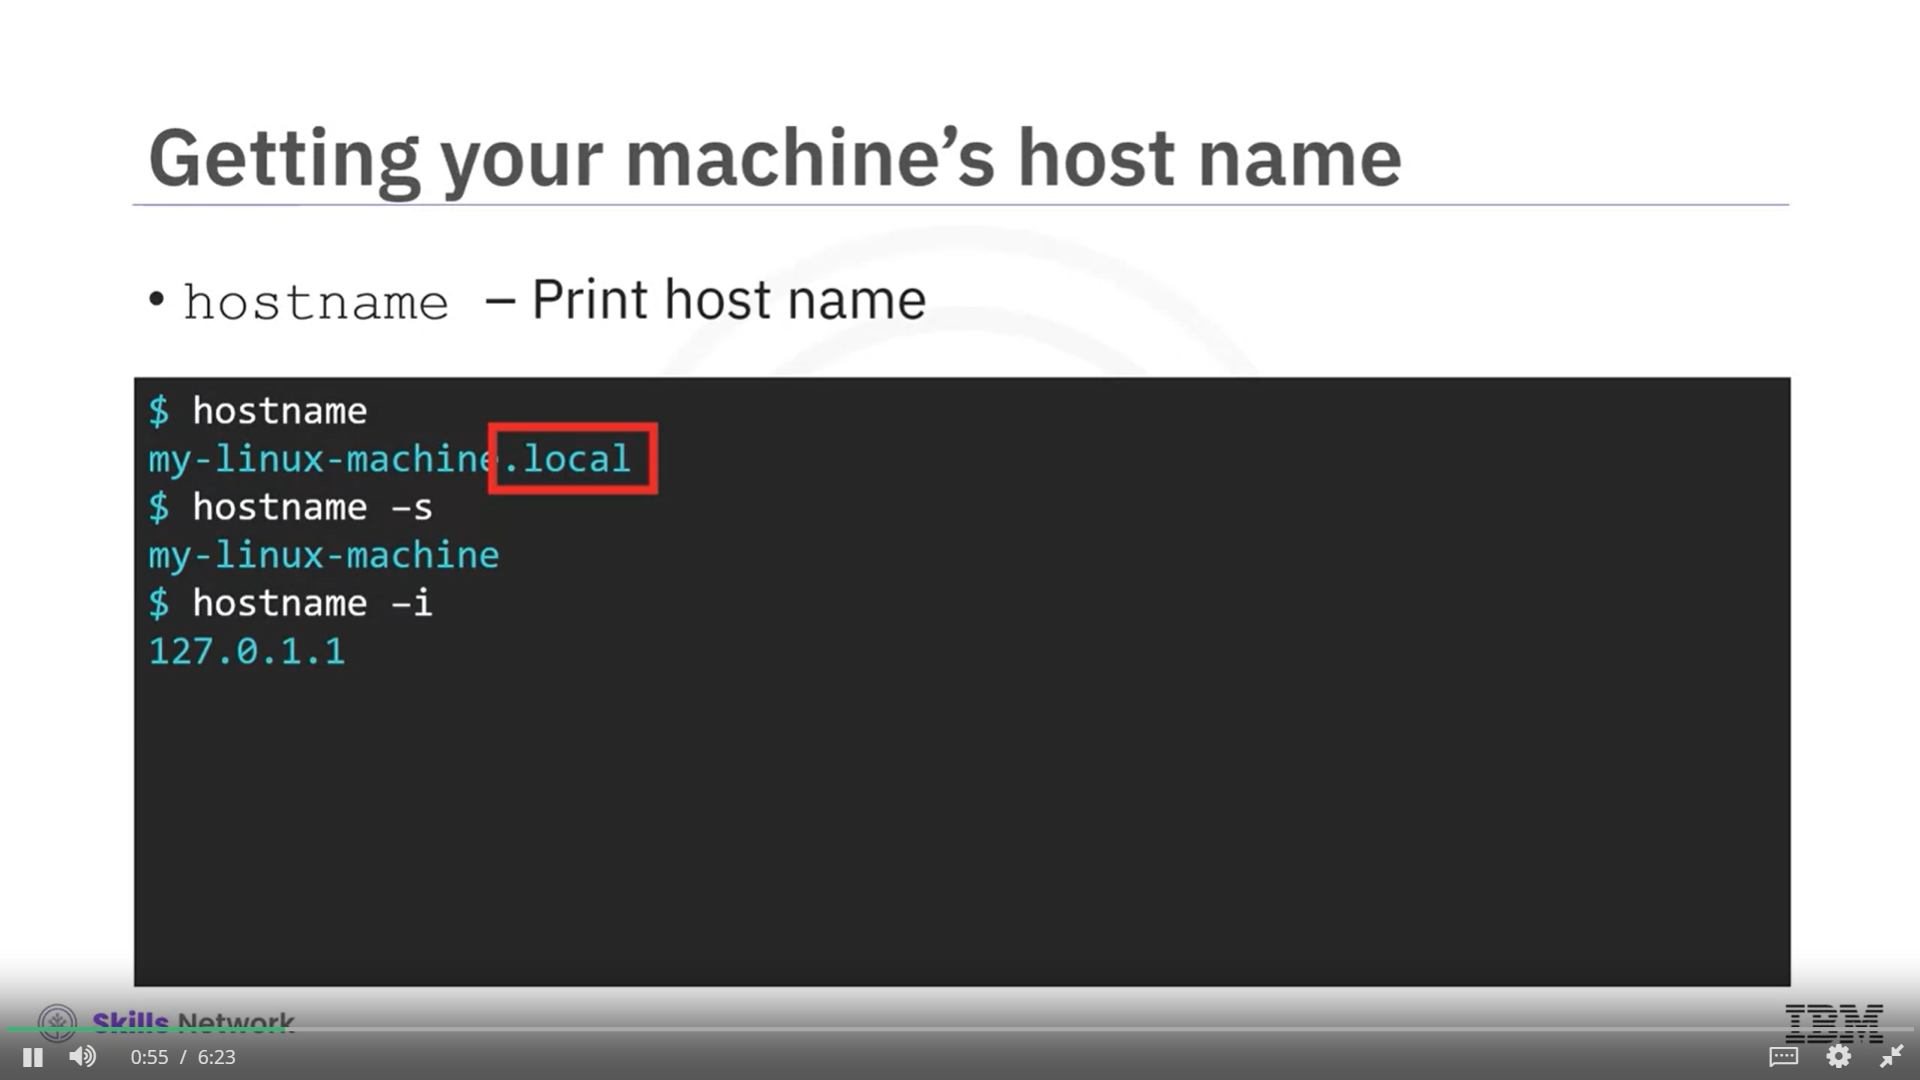 Getting your machine’s host name
• hostname – Print host name
$ hostname
my-linux-machine.local
$ hostname –s
my-linux-machine
$ hostname –i
127.0.1.1
Skills Network
IBM
0:55 / 6:23